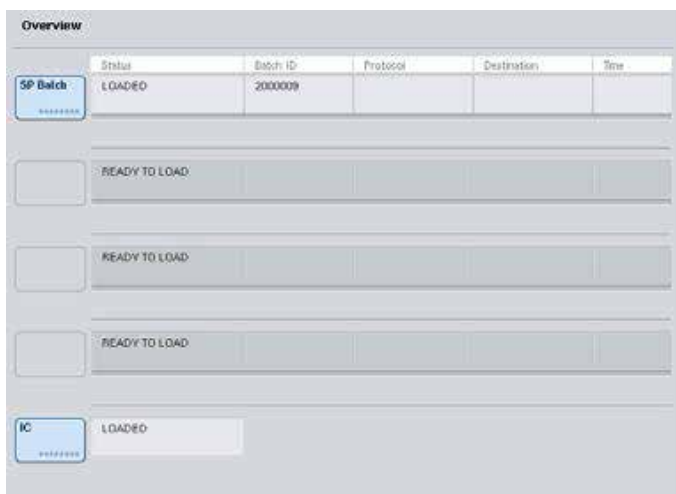 Overview
Status Batch ID Protocol Destination Time
SP Batch LOADED 2000009
READY TO LOAD
READY TO LOAD
READY TO LOAD
IC LOADED